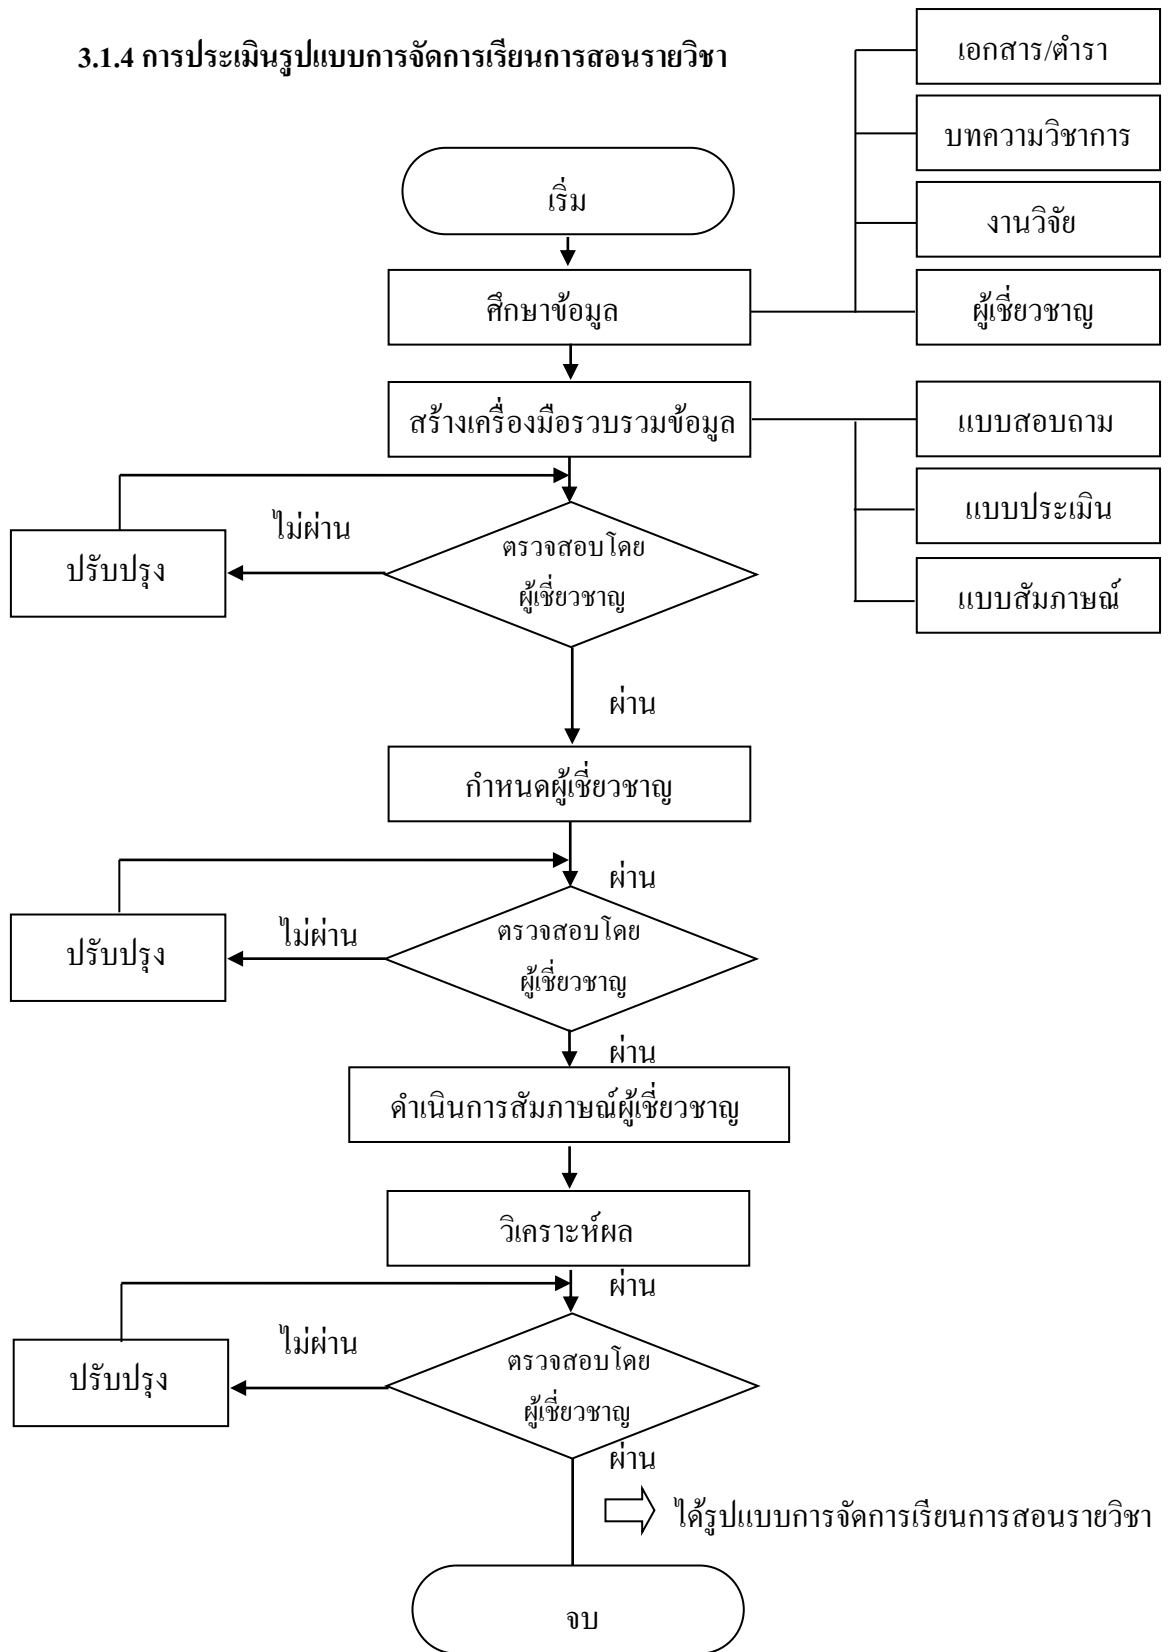 3.1.4 การประเมินรูปแบบการจัดการเรียนการสอนรายวิชา
เอกสาร/ตำรา
บทความวิชาการ
เริ่ม
งานวิจัย
ศึกษาข้อมูล
ผู้เชี่ยวชาญ
สร้างเครื่องมือรวบรวมข้อมูล
แบบสอบถาม
แบบประเมิน
แบบสัมภาษณ์
ไม่ผ่าน
ปรับปรุง
ตรวจสอบโดย
ผู้เชี่ยวชาญ
ผ่าน
กำหนดผู้เชี่ยวชาญ
ผ่าน
ไม่ผ่าน
ปรับปรุง
ตรวจสอบโดย
ผู้เชี่ยวชาญ
ผ่าน
ดำเนินการสัมภาษณ์ผู้เชี่ยวชาญ
วิเคราะห์ผล
ผ่าน
ไม่ผ่าน
ปรับปรุง
ตรวจสอบโดย
ผู้เชี่ยวชาญ
ผ่าน
ได้รูปแบบการจัดการเรียนการสอนรายวิชา
จบ